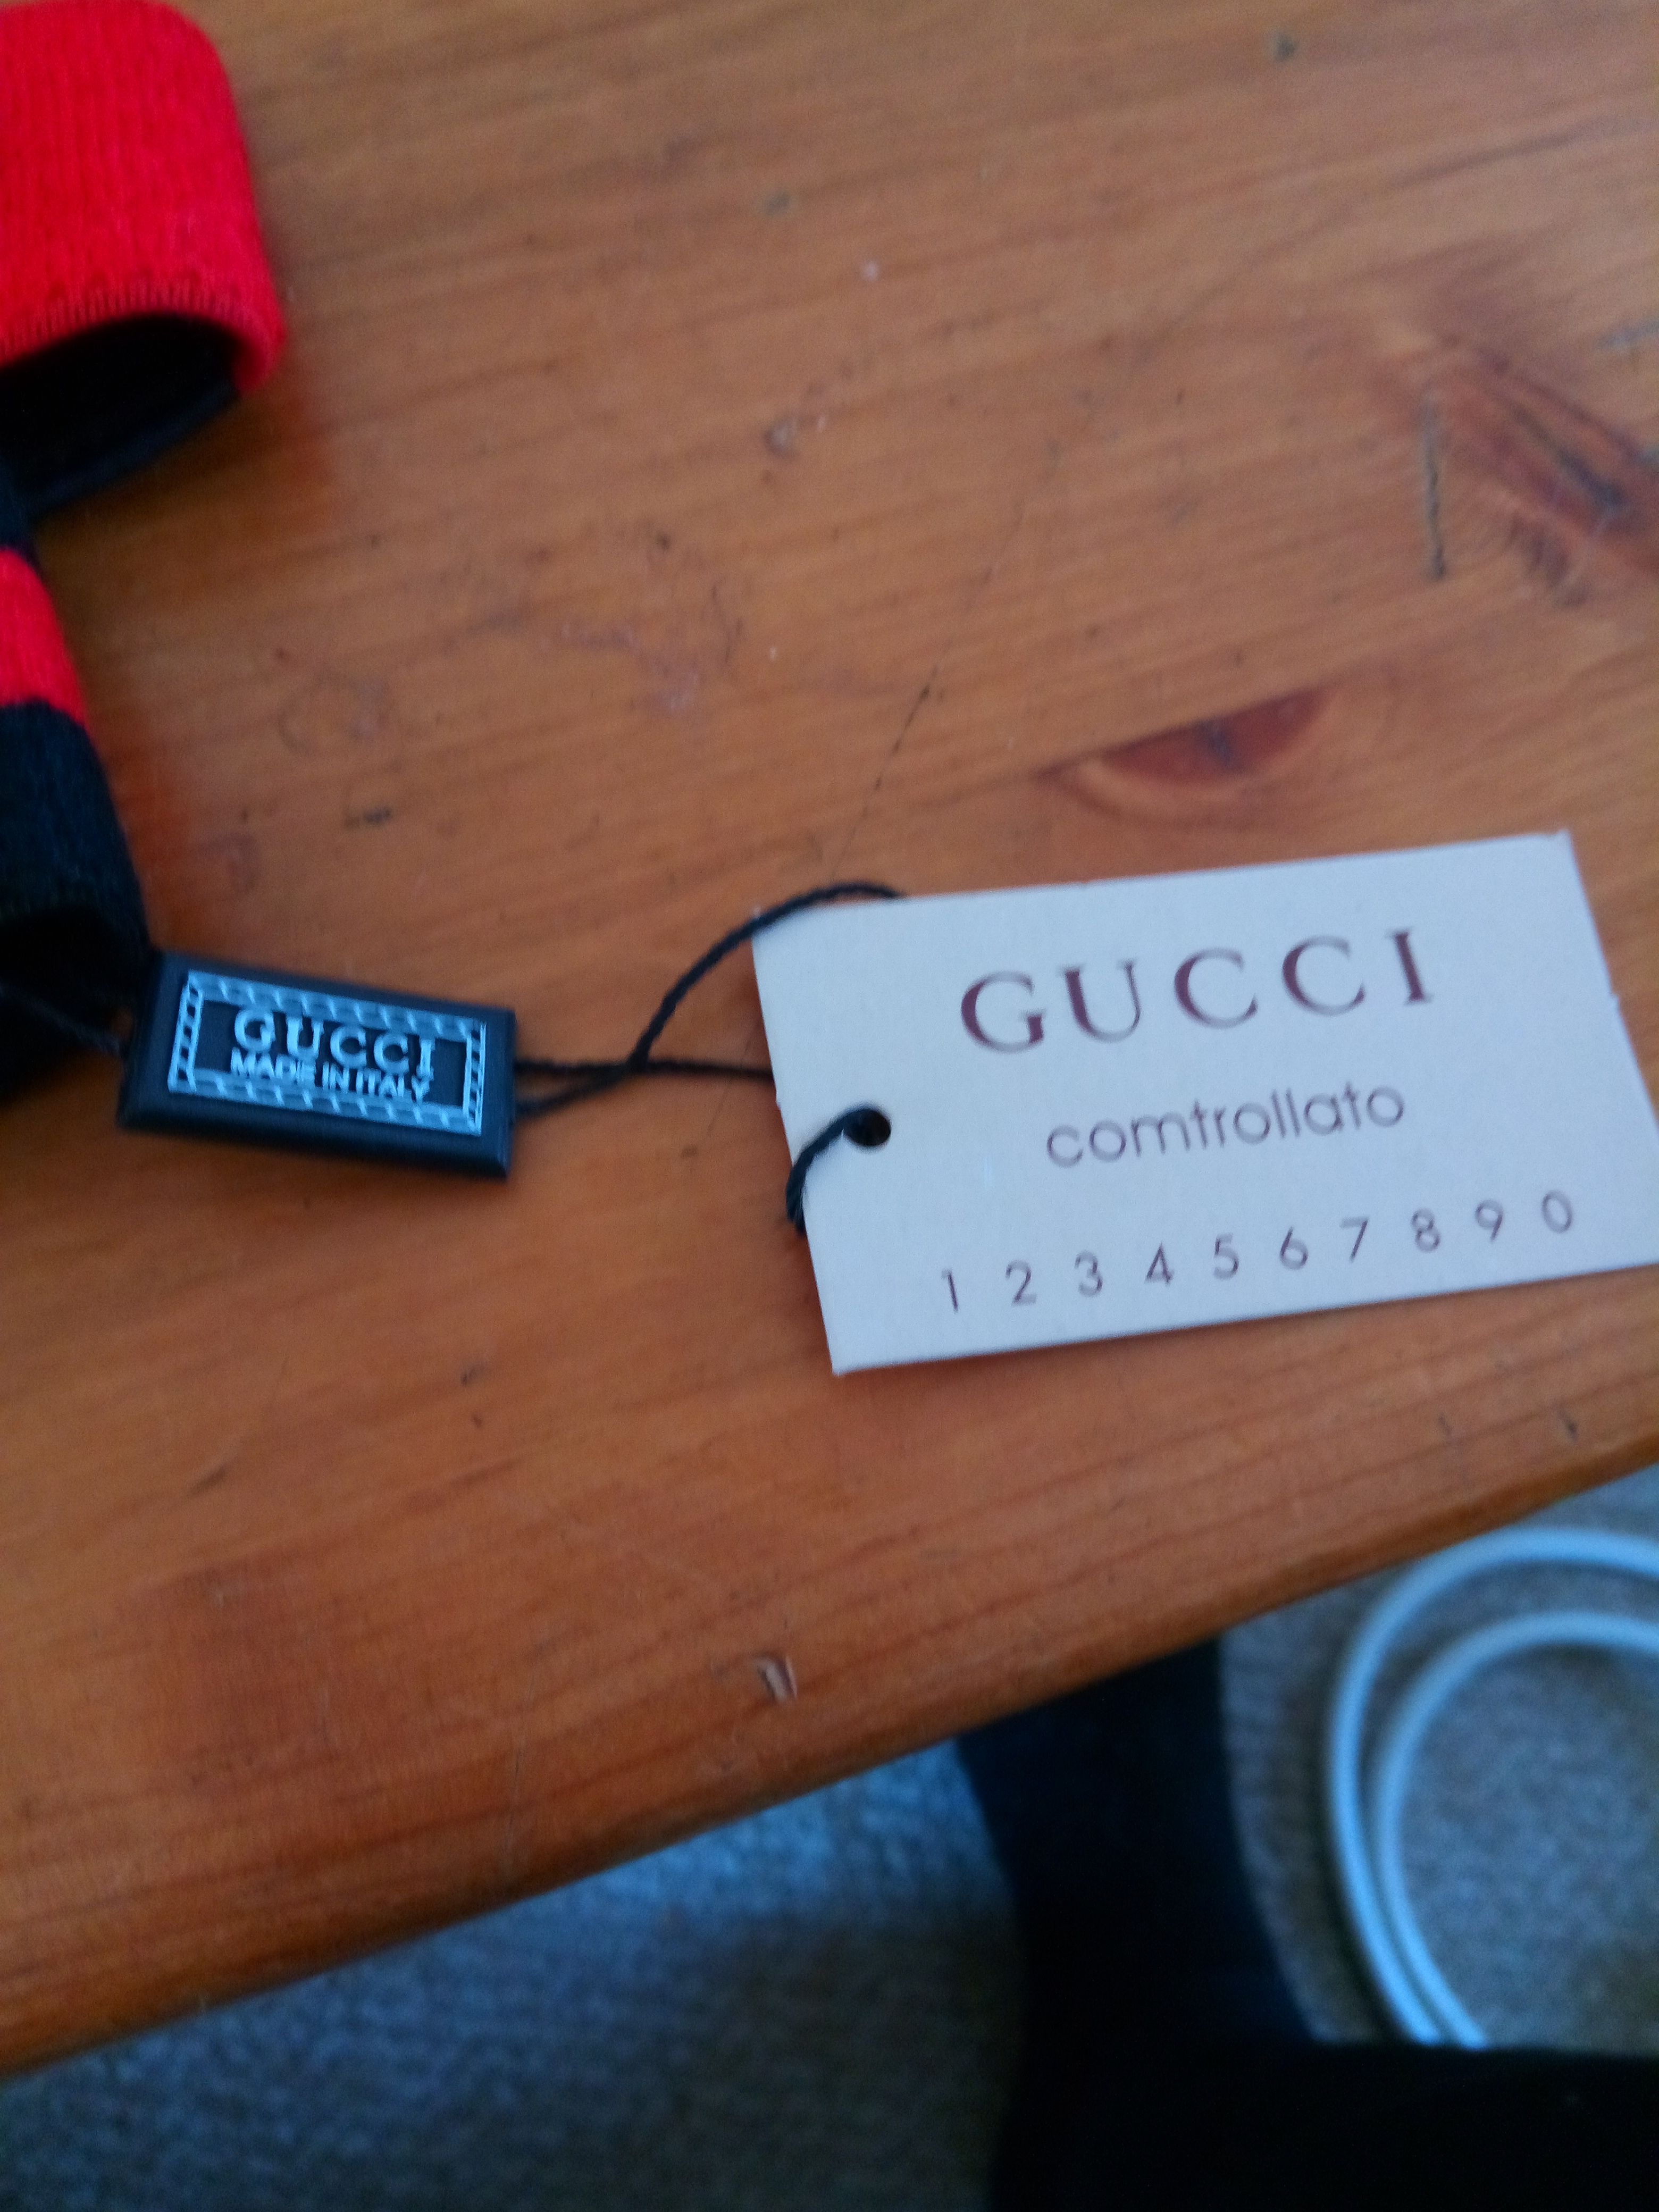 GUCCI
MADE IN ITALY
GUCCI
comtrollato
1 2 3 4 5 6 7 8 9 0